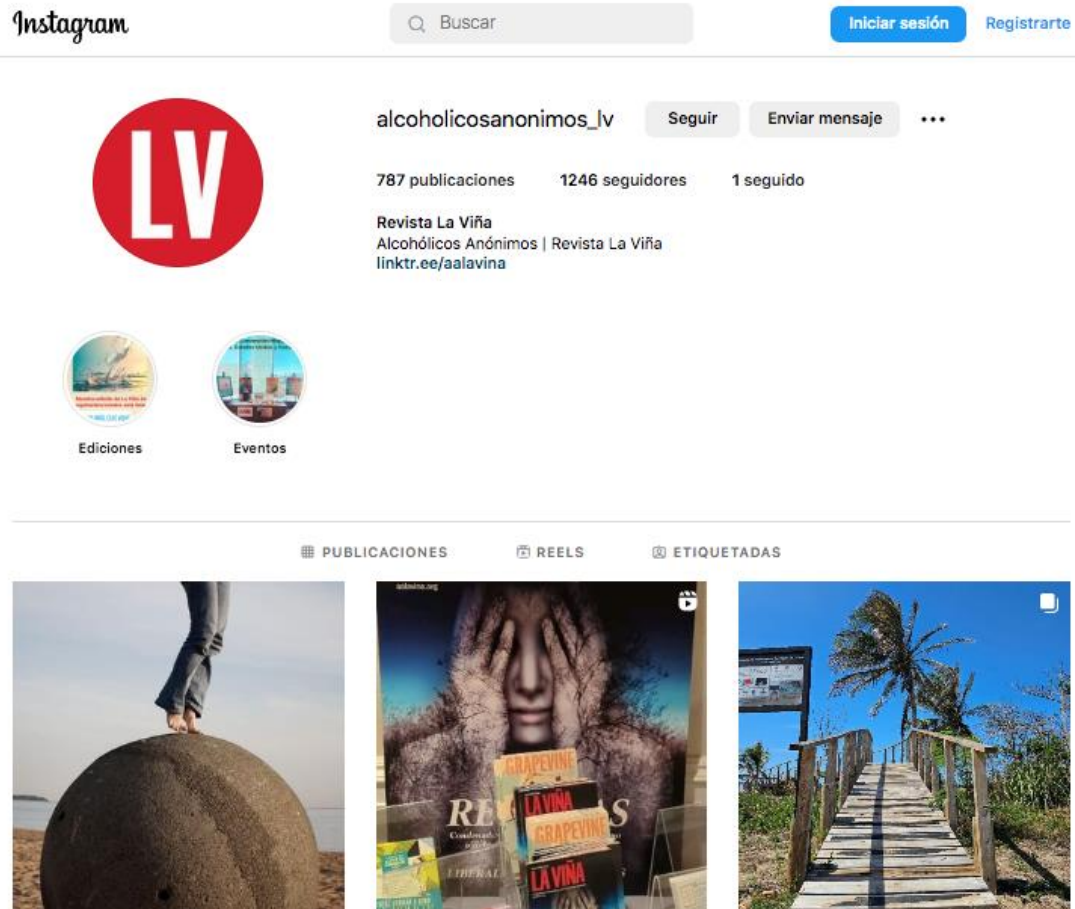 Instagram
Buscar
Iniciar sesión
Registrarte
LV
alcoholicosanonimos_lv
Seguir
Enviar mensaje
787 publicaciones
1246 seguidores
1 seguido
Revista La Viña
Alcohólicos Anónimos | Revista La Viña
linktr.ee/aalavina
Ediciones
Eventos
PUBLICACIONES
REELS
ETIQUETADAS
aalavina.org
GRAPEVINE
LA VIÑA
GRAPEVINE
LA VIÑA
LIBERAL